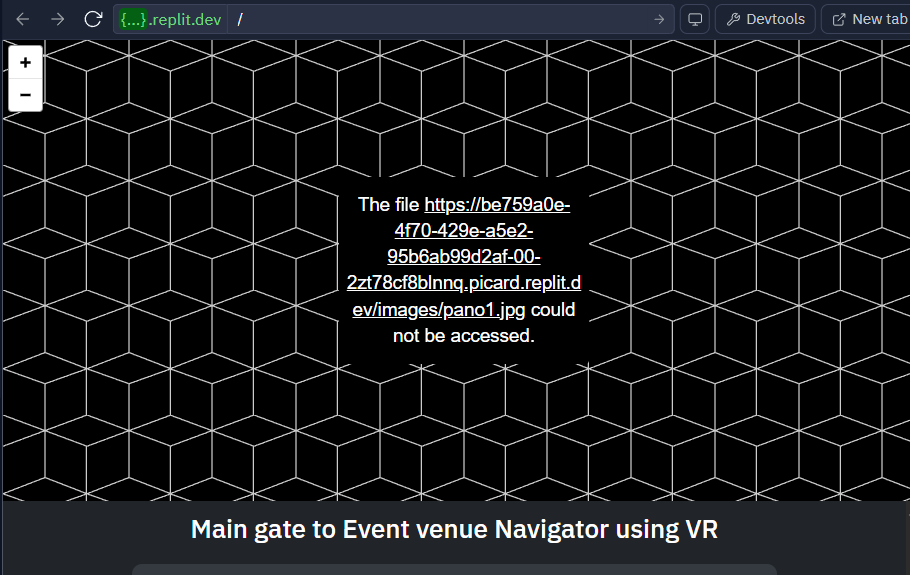 {...}.replit.dev /
Devtools
New tab
+
−
The file https://be759a0e-
4f70-429e-a5e2-
95b6ab99d2af-00-
2zt78cf8blnnq.picard.replit.d
ev/images/pano1.jpg could
not be accessed.
Main gate to Event venue Navigator using VR